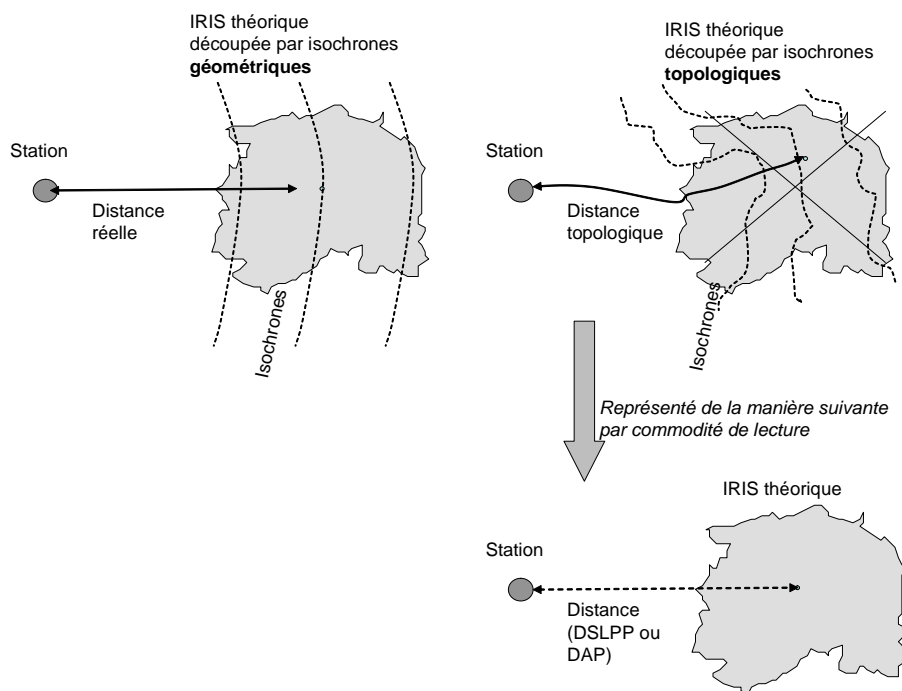 IRIS théorique
découpée par isochrones
géométriques
Station
Distance
réelle
Isochrones
IRIS théorique
découpée par isochrones
topologiques
Station
Distance
topologique
Isochrones
Représenté de la manière suivante
par commodité de lecture
IRIS théorique
Station
Distance
(DSLPP ou
DAP)